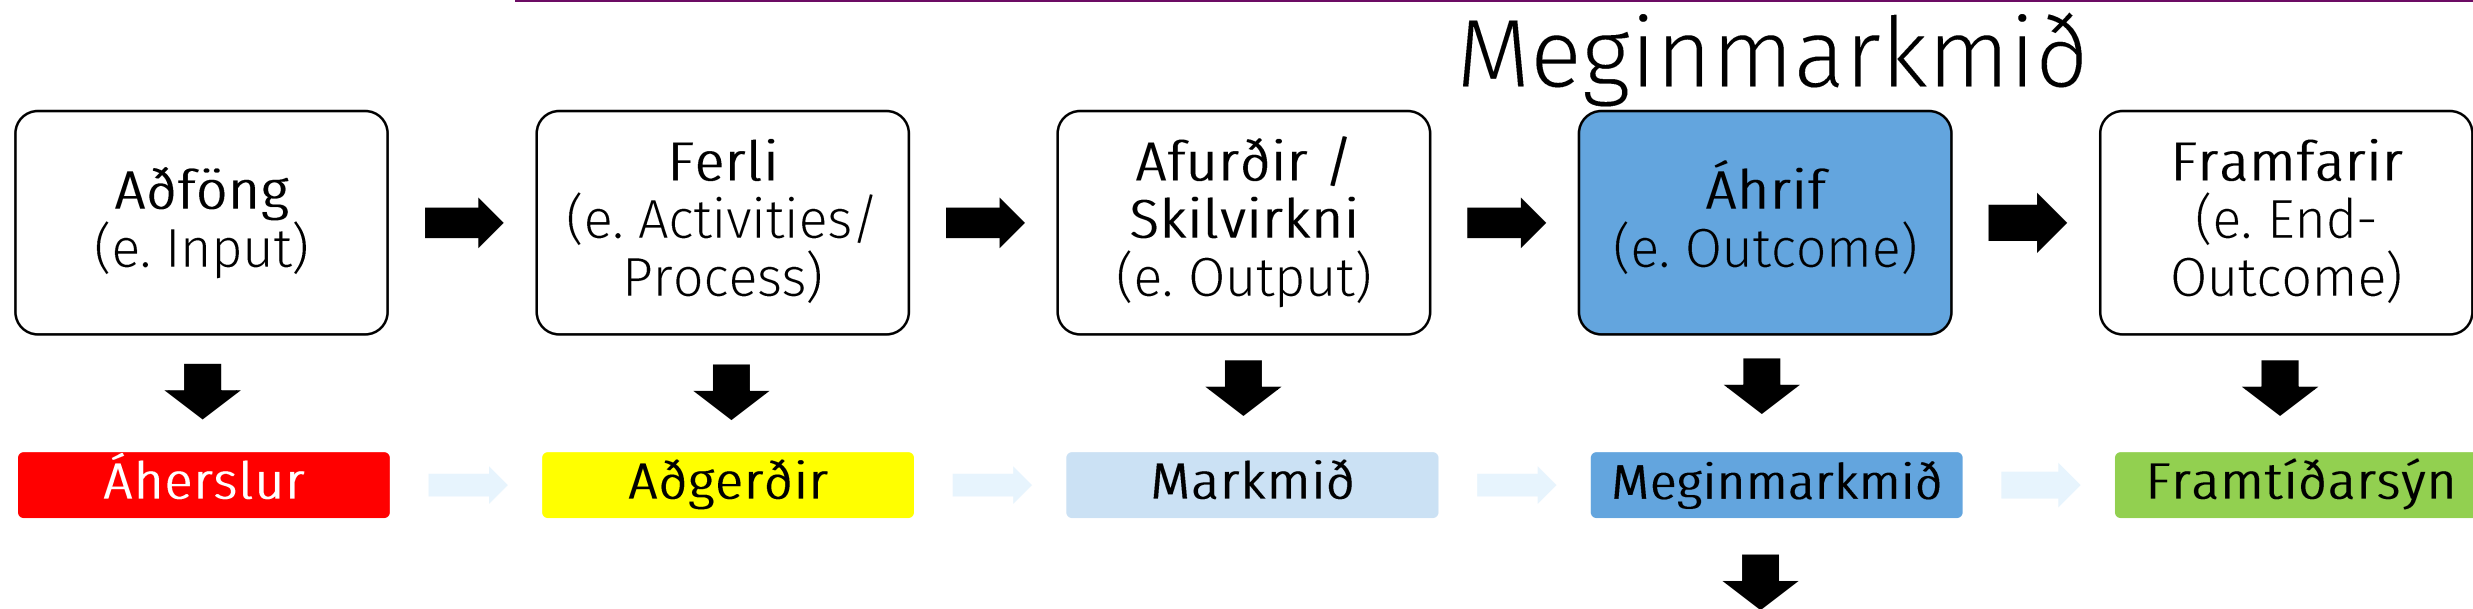 Meginmarkmið
Aðföng
(e. Input)
Ferli
(e. Activities/
Process)
Afurðir /
Skilvirkni
(e. Output)
Áhrif
(e. Outcome)
Framfarir
(e. End-
Outcome)
Áherslur
Aðgerðir
Markmið
Meginmarkmið
Framtíðarsýn